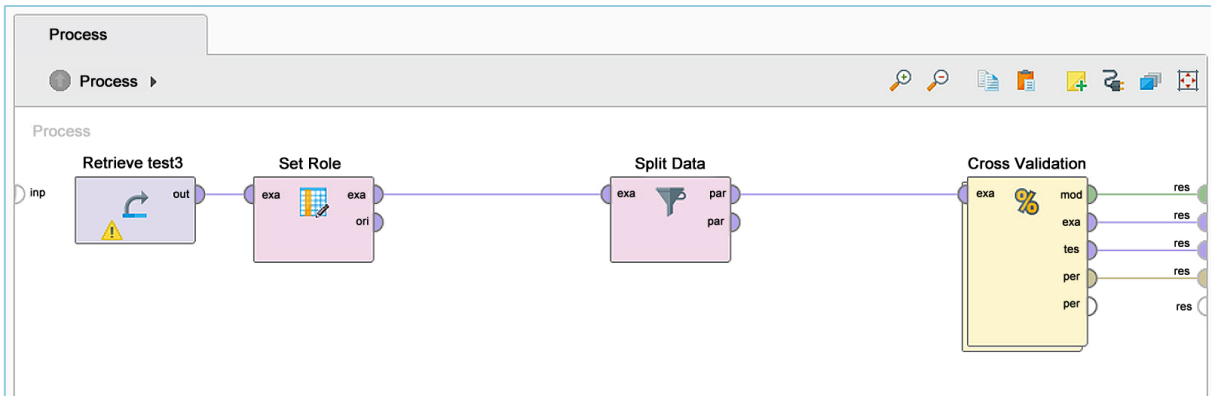 Process
Process
Process
Retrieve test3 Set Role Split Data Cross Validation
inp out exa exa exa par exa mod res
ori par exa res
tes res
per res
per res